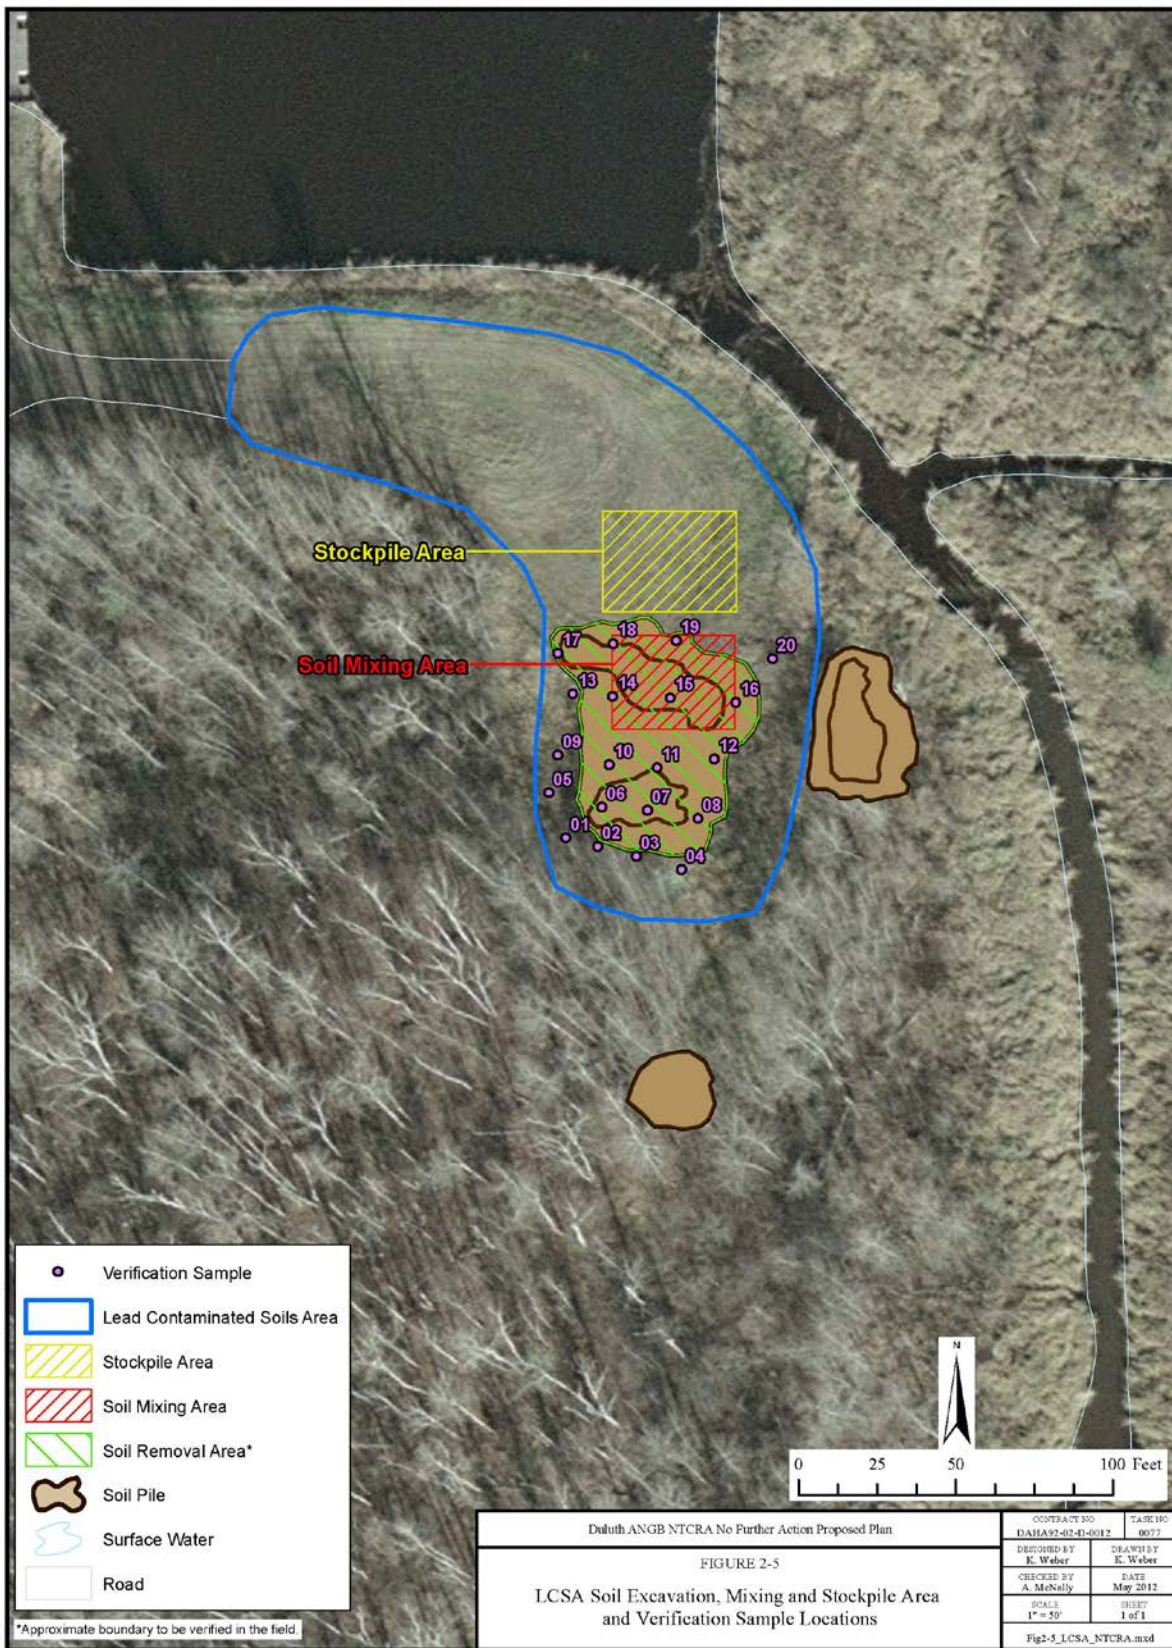 Stockpile Area
Soil Mixing Area
17
18
19
20
13
14
15
16
09
10
11
12
05
06
07
08
01
02
03
04
Verification Sample
Lead Contaminated Soils Area
Stockpile Area
Soil Mixing Area
Soil Removal Area*
Soil Pile
Surface Water
Road
*Approximate boundary to be verified in the field.
N
0 25 50 100 Feet
Duluth ANGB NTCRA No Further Action Proposed Plan
FIGURE 2-5
LCSA Soil Excavation, Mixing and Stockpile Area
and Verification Sample Locations
CONTRACT NO
DAHA92-02-D-0012
TASK NO
0077
DESIGNED BY
K. Weber
DRAWN BY
K. Weber
CHECKED BY
A. McNally
DATE
May 2012
SCALE
1" = 50'
SHEET
1 of 1
Fig2-5_LCSA_NTCRA.mxd